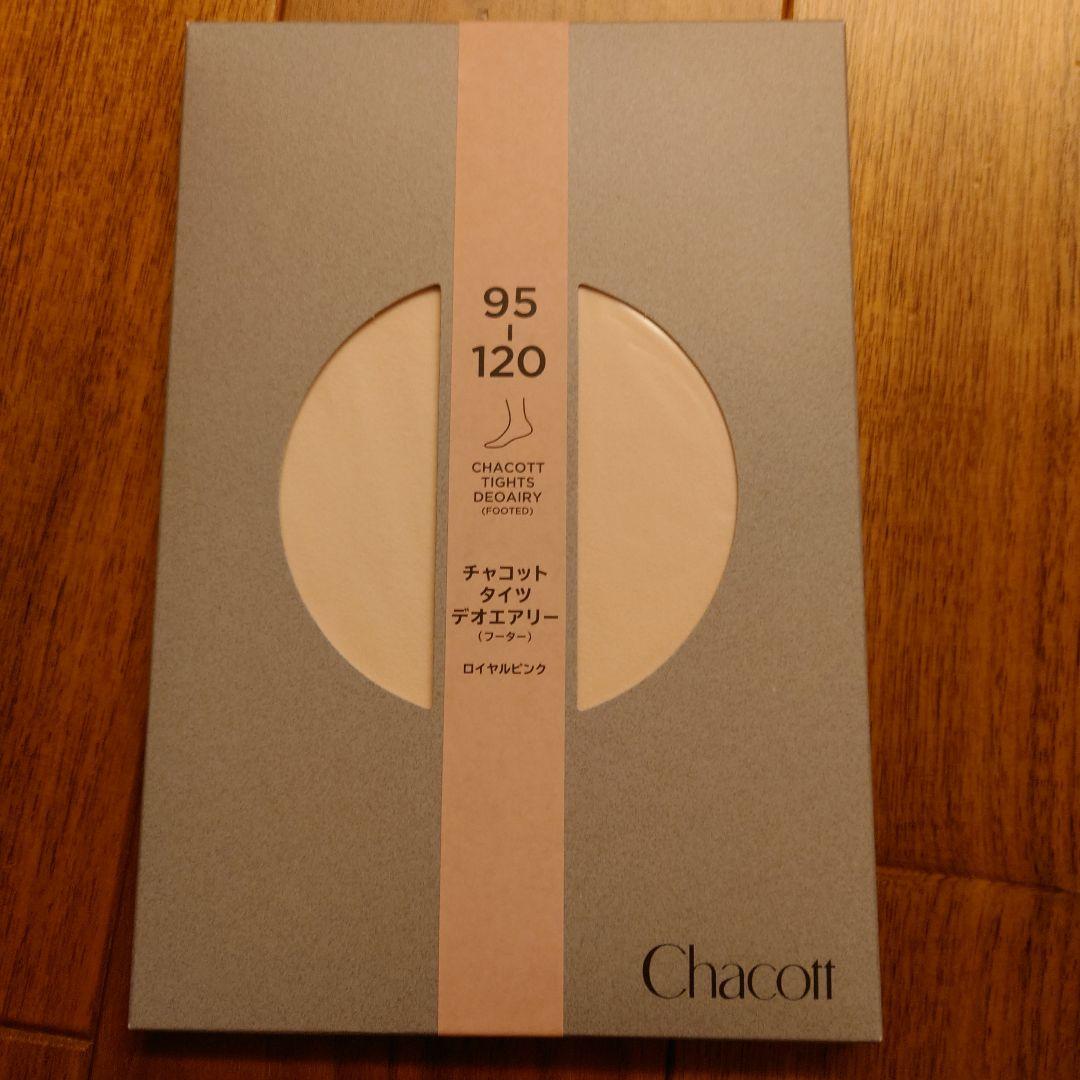 95
-
120
CHACOTT
TIGHTS
DEOAIRY
(FOOTED)
チャコット
タイツ
デオエアリー
(フーター)
ロイヤルピンク
Chacott